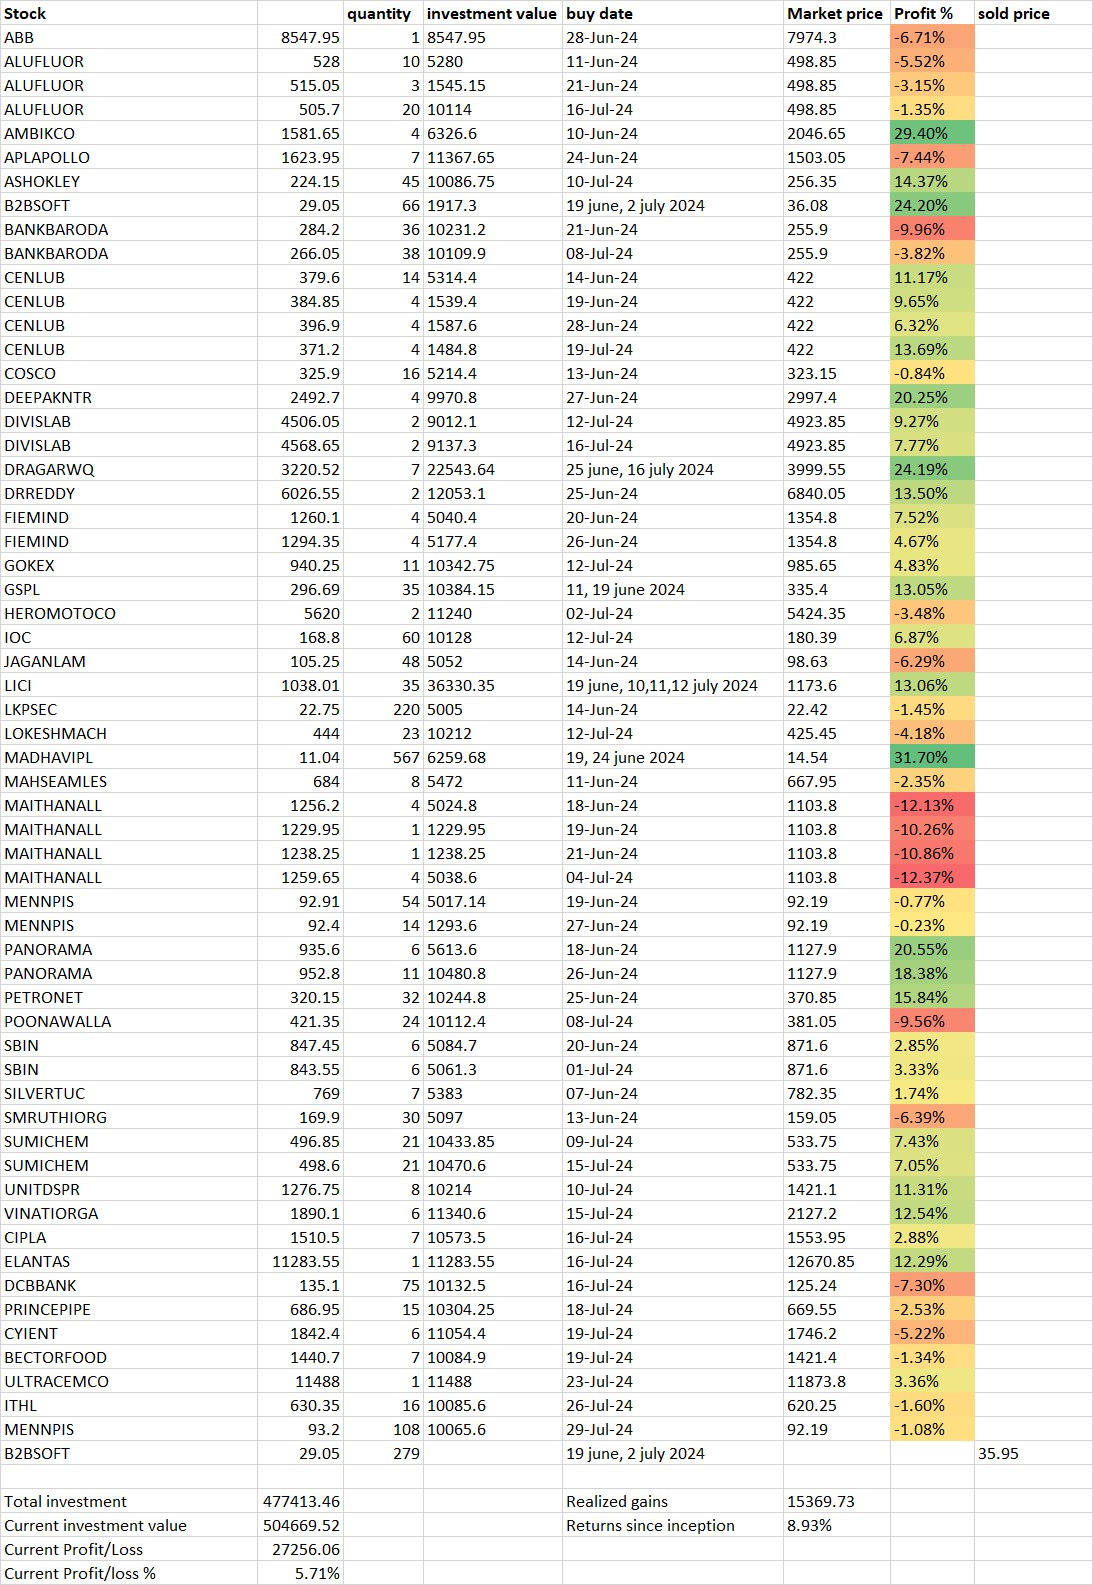 Stock quantity investment value buy date Market price Profit % sold price
ABB 8547.95 1 8547.95 28-Jun-24 7974.3 -6.71%
ALUFLUOR 528 10 5280 11-Jun-24 498.85 -5.52%
ALUFLUOR 515.05 3 1545.15 21-Jun-24 498.85 -3.15%
ALUFLUOR 505.7 20 10114 16-Jul-24 498.85 -1.35%
AMBIKCO 1581.65 4 6326.6 10-Jun-24 2046.65 29.40%
APLAPOLLO 1623.95 7 11367.65 24-Jun-24 1503.05 -7.44%
ASHOKLEY 224.15 45 10086.75 10-Jul-24 256.35 14.37%
B2BSOFT 29.05 66 1917.3 19 june, 2 july 2024 36.08 24.20%
BANKBARODA 284.2 36 10231.2 21-Jun-24 255.9 -9.96%
BANKBARODA 266.05 38 10109.9 08-Jul-24 255.9 -3.82%
CENLUB 379.6 14 5314.4 14-Jun-24 422 11.17%
CENLUB 384.85 4 1539.4 19-Jun-24 422 9.65%
CENLUB 396.9 4 1587.6 28-Jun-24 422 6.32%
CENLUB 371.2 4 1484.8 19-Jul-24 422 13.69%
COSCO 325.9 16 5214.4 13-Jun-24 323.15 -0.84%
DEEPAKNTR 2492.7 4 9970.8 27-Jun-24 2997.4 20.25%
DIVISLAB 4506.05 2 9012.1 12-Jul-24 4923.85 9.27%
DIVISLAB 4568.65 2 9137.3 16-Jul-24 4923.85 7.77%
DRAGARWQ 3220.52 7 22543.64 25 june, 16 july 2024 3999.55 24.19%
DRREDDY 6026.55 2 12053.1 25-Jun-24 6840.05 13.50%
FIEMIND 1260.1 4 5040.4 20-Jun-24 1354.8 7.52%
FIEMIND 1294.35 4 5177.4 26-Jun-24 1354.8 4.67%
GOKEX 940.25 11 10342.75 12-Jul-24 985.65 4.83%
GSPL 296.69 35 10384.15 11, 19 june 2024 335.4 13.05%
HEROMOTOCO 5620 2 11240 02-Jul-24 5424.35 -3.48%
IOC 168.8 60 10128 12-Jul-24 180.39 6.87%
JAGANLAM 105.25 48 5052 14-Jun-24 98.63 -6.29%
LICI 1038.01 35 36330.35 19 june, 10,11,12 july 2024 1173.6 13.06%
LKPSEC 22.75 220 5005 14-Jun-24 22.42 -1.45%
LOKESHMACH 444 23 10212 12-Jul-24 425.45 -4.18%
MADHAVIPL 11.04 567 6259.68 19, 24 june 2024 14.54 31.70%
MAHSEAMLES 684 8 5472 11-Jun-24 667.95 -2.35%
MAITHANALL 1256.2 4 5024.8 18-Jun-24 1103.8 -12.13%
MAITHANALL 1229.95 1 1229.95 19-Jun-24 1103.8 -10.26%
MAITHANALL 1238.25 1 1238.25 21-Jun-24 1103.8 -10.86%
MAITHANALL 1259.65 4 5038.6 04-Jul-24 1103.8 -12.37%
MENNPIS 92.91 54 5017.14 19-Jun-24 92.19 -0.77%
MENNPIS 92.4 14 1293.6 27-Jun-24 92.19 -0.23%
PANORAMA 935.6 6 5613.6 18-Jun-24 1127.9 20.55%
PANORAMA 952.8 11 10480.8 26-Jun-24 1127.9 18.38%
PETRONET 320.15 32 10244.8 25-Jun-24 370.85 15.84%
POONAWALLA 421.35 24 10112.4 08-Jul-24 381.05 -9.56%
SBIN 847.45 6 5084.7 20-Jun-24 871.6 2.85%
SBIN 843.55 6 5061.3 01-Jul-24 871.6 3.33%
SILVERTUC 769 7 5383 07-Jun-24 782.35 1.74%
SMRUTHIORG 169.9 30 5097 13-Jun-24 159.05 -6.39%
SUMICHEM 496.85 21 10433.85 09-Jul-24 533.75 7.43%
SUMICHEM 498.6 21 10470.6 15-Jul-24 533.75 7.05%
UNITDSPR 1276.75 8 10214 10-Jul-24 1421.1 11.31%
VINATIORGA 1890.1 6 11340.6 15-Jul-24 2127.2 12.54%
CIPLA 1510.5 7 10573.5 16-Jul-24 1553.95 2.88%
ELANTAS 11283.55 1 11283.55 16-Jul-24 12670.85 12.29%
DCBBANK 135.1 75 10132.5 16-Jul-24 125.24 -7.30%
PRINCEPIPE 686.95 15 10304.25 18-Jul-24 669.55 -2.53%
CYIENT 1842.4 6 11054.4 19-Jul-24 1746.2 -5.22%
BECTORFOOD 1440.7 7 10084.9 19-Jul-24 1421.4 -1.34%
ULTRACEMCO 11488 1 11488 23-Jul-24 11873.8 3.36%
ITHL 630.35 16 10085.6 26-Jul-24 620.25 -1.60%
MENNPIS 93.2 108 10065.6 29-Jul-24 92.19 -1.08%
B2BSOFT 29.05 279 19 june, 2 july 2024 35.95
Total investment 477413.46 Realized gains 15369.73
Current investment value 504669.52 Returns since inception 8.93%
Current Profit/Loss 27256.06
Current Profit/loss % 5.71%